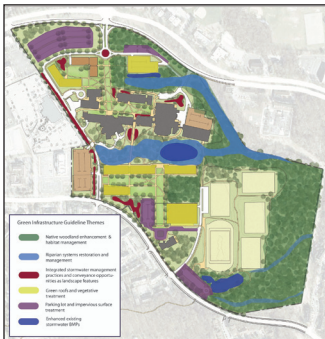 Green Infrastructure Guideline Themes
Native woodland enhancement &
habitat management
Riparian systems restoration and
management
Integrated stormwater management
practices and conveyance opportu-
nities as landscape features
Green roofs and vegetative
treatment
Parking lot and impervious surface
treatment
Enhanced existing
stormwater BMPs